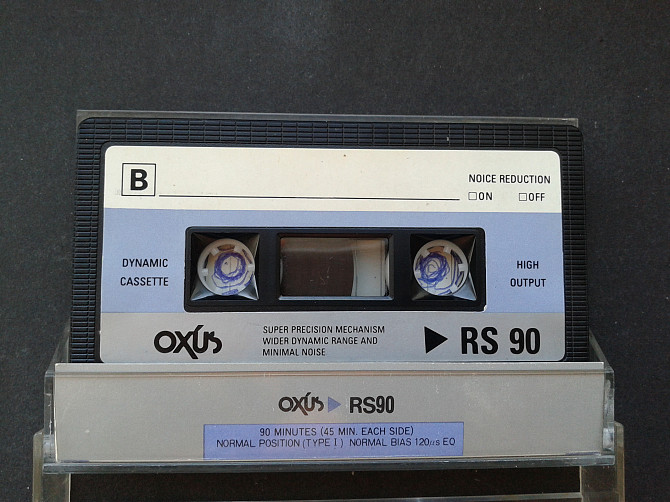 B
NOICE REDUCTION
ON OFF
DYNAMIC
CASSETTE
HIGH
OUTPUT
OXUS
SUPER PRECISION MECHANISM
WIDER DYNAMIC RANGE AND
MINIMAL NOISE
RS 90
OXUS RS90
90 MINUTES (45 MIN. EACH SIDE)
NORMAL POSITION (TYPE I) NORMAL BIAS 120µs EQ